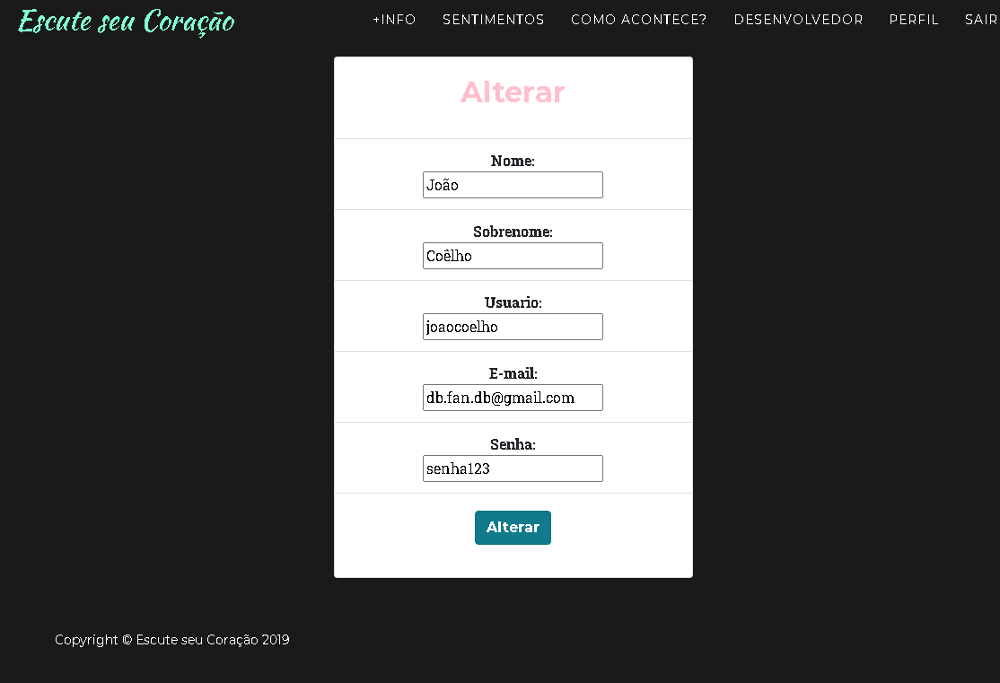 Escute seu Coração
+INFO SENTIMENTOS COMO ACONTECE? DESENVOLVEDOR PERFIL SAIR
Alterar
Nome:
João
Sobrenome:
Coêlho
Usuario:
joaocoelho
E-mail:
db.fan.db@gmail.com
Senha:
senha123
Alterar
Copyright © Escute seu Coração 2019